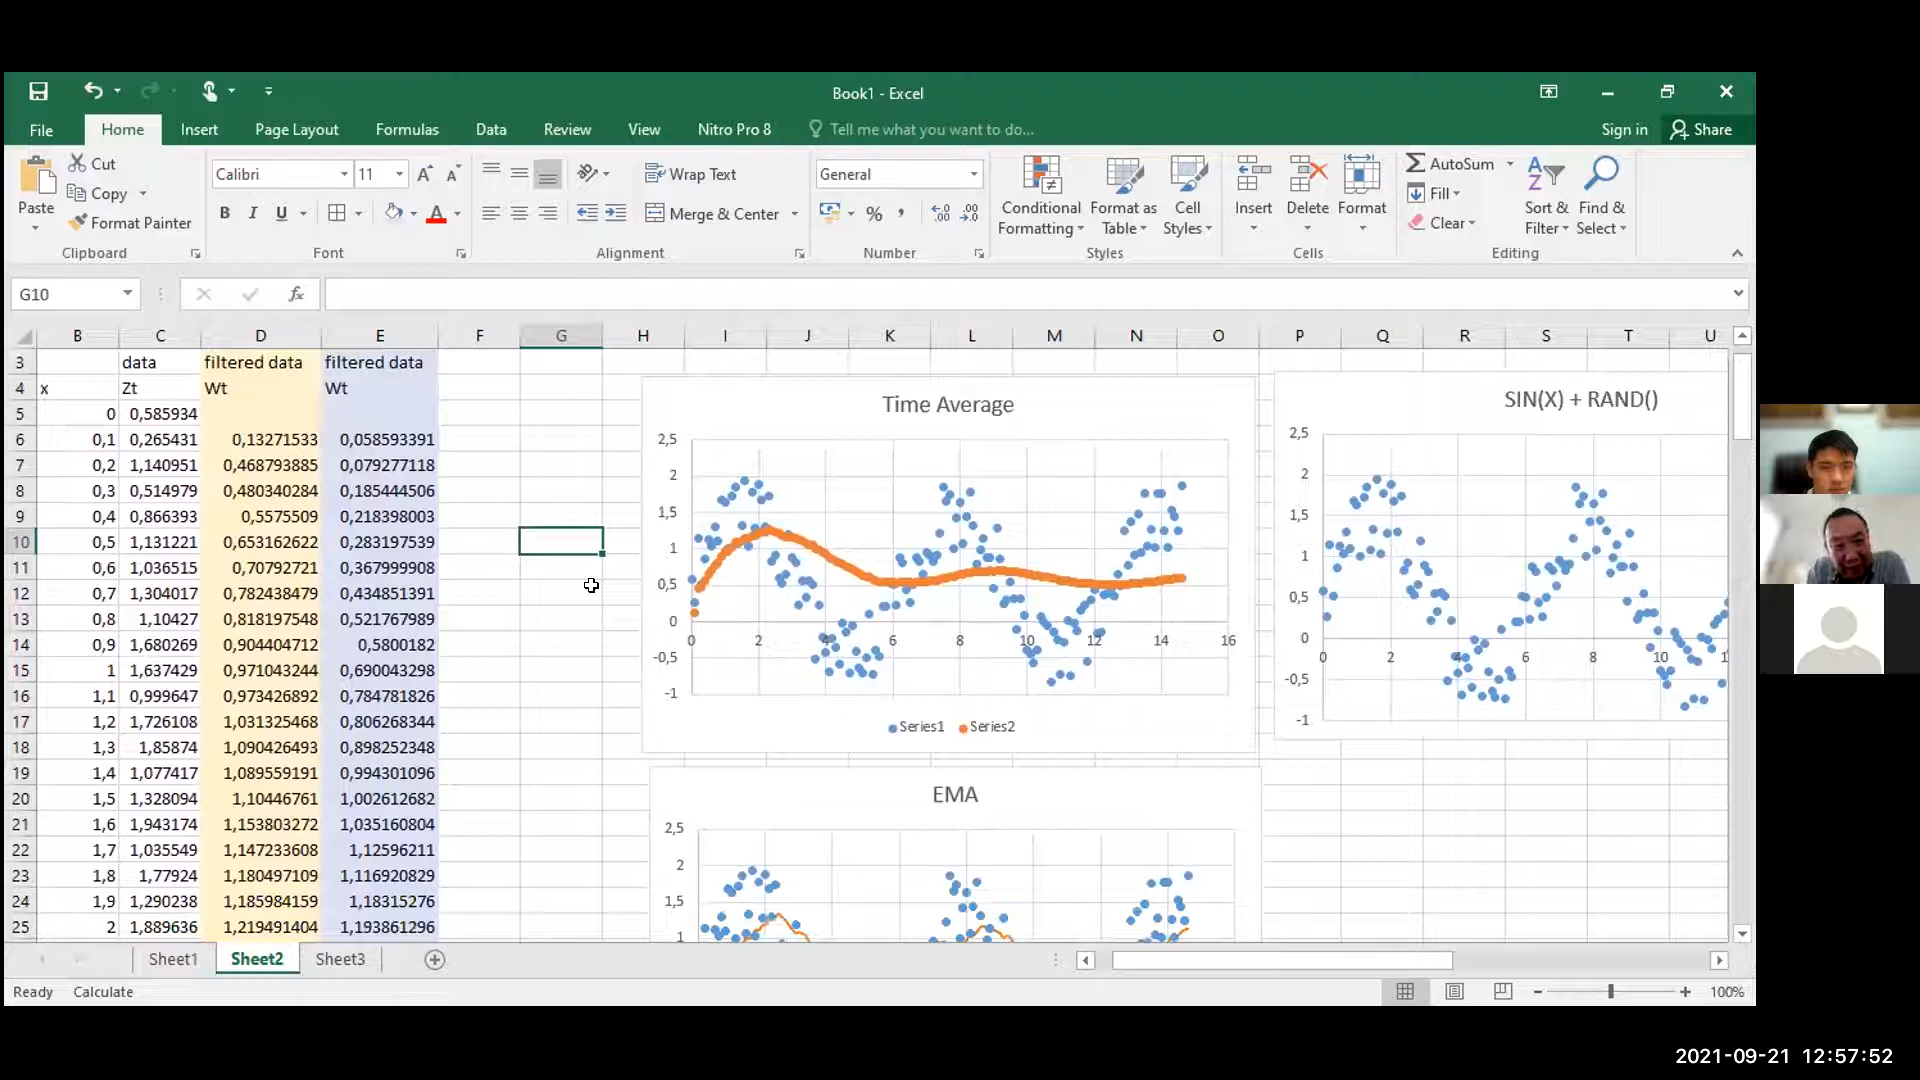 Book1 - Excel
File Home Insert Page Layout Formulas Data Review View Nitro Pro 8 Tell me what you want to do... Sign in Share
Cut
Copy
Format Painter
Paste
Clipboard
Calibri 11
B I U A
Font
Wrap Text
Merge & Center
Alignment
General
%
Number
Conditional Formatting
Format as Table
Cell Styles
Styles
Insert Delete Format
Cells
AutoSum
Fill
Clear
Sort & Filter
Find & Select
Editing
G10 fx
B C D E F G H I J K L M N O P Q R S T U
3 data filtered data filtered data
4 x Zt Wt Wt
5 0 0,585934
6 0,1 0,265431 0,13271533 0,058593391
7 0,2 1,140951 0,468793885 0,079277118
8 0,3 0,514979 0,480340284 0,185444506
9 0,4 0,866393 0,5575509 0,218398003
10 0,5 1,131221 0,653162622 0,283197539
11 0,6 1,036515 0,70792721 0,367999908
12 0,7 1,304017 0,782438479 0,434851391
13 0,8 1,10427 0,818197548 0,521767989
14 0,9 1,680269 0,904404712 0,5800182
15 1 1,637429 0,971043244 0,690043298
16 1,1 0,999647 0,973426892 0,784781826
17 1,2 1,726108 1,031325468 0,806268344
18 1,3 1,85874 1,090426493 0,898252348
19 1,4 1,077417 1,089559191 0,994301096
20 1,5 1,328094 1,10446761 1,002612682
21 1,6 1,943174 1,153803272 1,035160804
22 1,7 1,035549 1,147233608 1,12596211
23 1,8 1,77924 1,180497109 1,116920829
24 1,9 1,290238 1,185984159 1,18315276
25 2 1,889636 1,219491404 1,193861296
Time Average
2,5
2
1,5
1
0,5
0
-0,5
-1
0 2 4 6 8 10 12 14 16
Series1 Series2
SIN(X) + RAND()
2,5
2
1,5
1
0,5
0
-0,5
-1
0 2 4 6 8 10 1
EMA
2,5
2
1,5
1
Sheet1 Sheet2 Sheet3
Ready Calculate
100%
2021-09-21 12:57:52